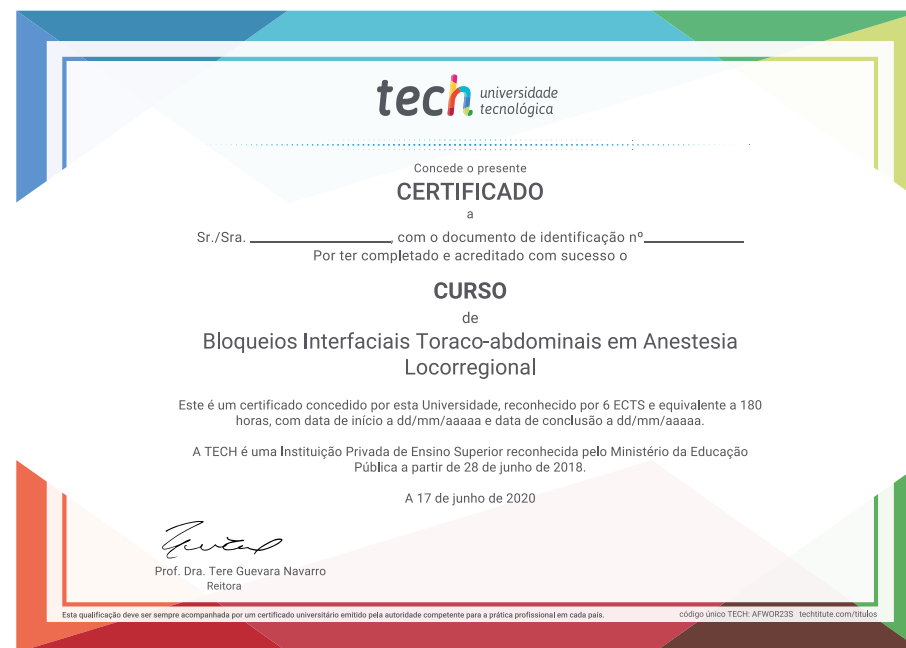 tech universidade
tecnológica
Concede o presente
CERTIFICADO
a
Sr./Sra. ____________________, com o documento de identificação nº______________
Por ter completado e acreditado com sucesso o
CURSO
de
Bloqueios Interfaciais Toraco-abdominais em Anestesia
Locorregional
Este é um certificado concedido por esta Universidade, reconhecido por 6 ECTS e equivalente a 180
horas, com data de início a dd/mm/aaaaa e data de conclusão a dd/mm/aaaaa.
A TECH é uma Instituição Privada de Ensino Superior reconhecida pelo Ministério da Educação
Pública a partir de 28 de junho de 2018.
A 17 de junho de 2020
Prof. Dra. Tere Guevara Navarro
Reitora
Esta qualificação deve ser sempre acompanhada por um certificado universitário emitido pela autoridade competente para a prática profissional em cada país.
código único TECH: AFWOR23S techtitute.com/titulos